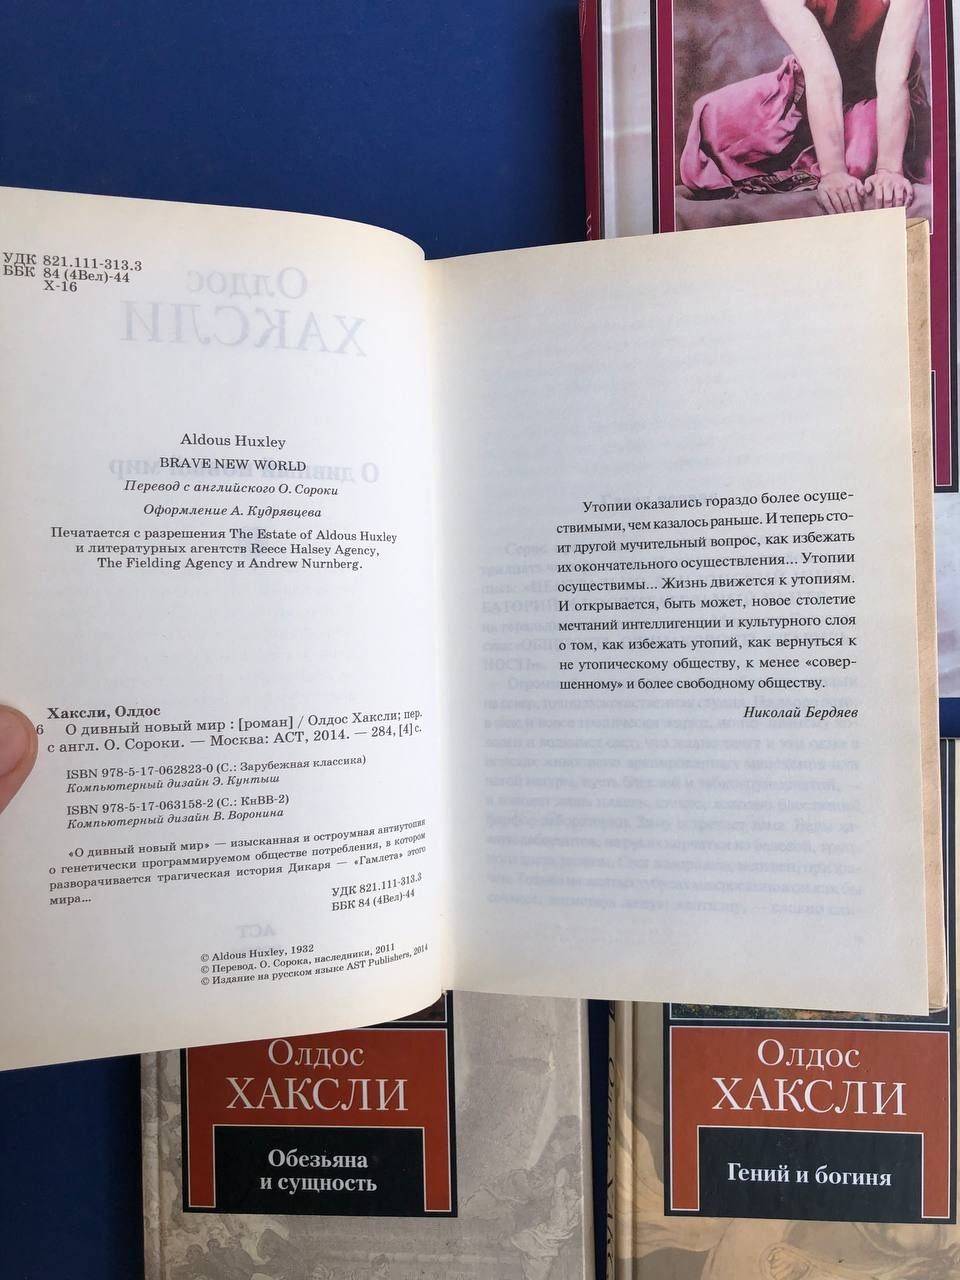 УДК 821.111-313.3
ББК 84 (4Вел)-44
Х-16
Олдос
ХАКСЛИ
Aldous Huxley
О дивный новый мир
BRAVE NEW WORLD
Перевод с английского О. Сороки
Оформление А. Кудрявцева
Печатается с разрешения The Estate of Aldous Huxley
и литературных агентств Reece Halsey Agency,
The Fielding Agency и Andrew Nurnberg.
Хаксли, Олдос
6 О дивный новый мир : [роман] / Олдос Хаксли; пер.
с англ. О. Сороки. — Москва: АСТ, 2014. — 284, [4] с.
ISBN 978-5-17-062823-0 (С.: Зарубежная классика)
Компьютерный дизайн Э. Кунтыш
ISBN 978-5-17-063158-2 (С.: КнВВ-2)
Компьютерный дизайн В. Воронина
«О дивный новый мир» — изысканная и остроумная антиутопия
о генетически программируемом обществе потребления, в котором
разворачивается трагическая история Дикаря — «Гамлета» этого
мира...
УДК 821.111-313.3
ББК 84 (4Вел)-44
АСТ
© Aldous Huxley, 1932
© Перевод. О. Сорока, наследники, 2011
© Издание на русском языке AST Publishers, 2014
Утопии оказались гораздо более осуще-
ствимыми, чем казалось раньше. И теперь сто-
ит другой мучительный вопрос, как избежать
их окончательного осуществления... Утопии
осуществимы... Жизнь движется к утопиям.
И открывается, быть может, новое столетие
мечтаний интеллигенции и культурного слоя
о том, как избежать утопий, как вернуться к
не утопическому обществу, к менее «совер-
шенному» и более свободному обществу.
Николай Бердяев
Олдос
ХАКСЛИ
Обезьяна
и сущность
Олдос
ХАКСЛИ
Гений и богиня